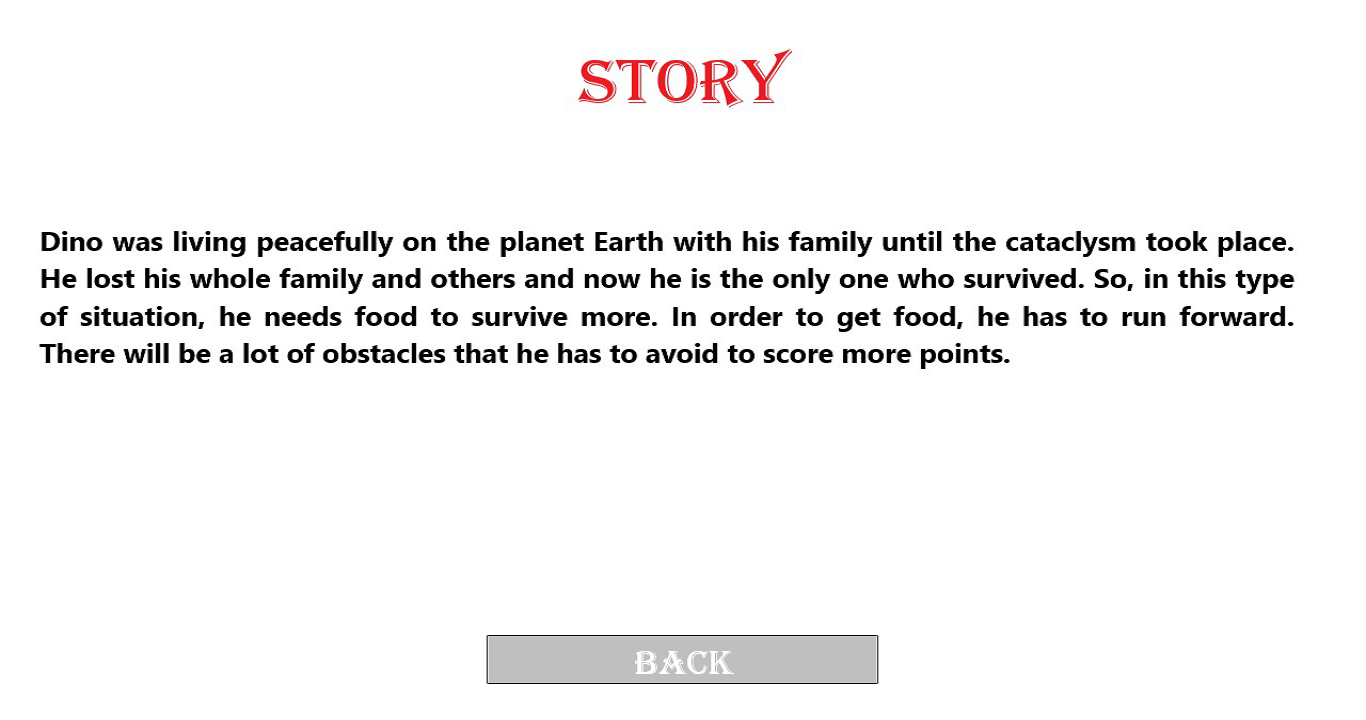 STORY
Dino was living peacefully on the planet Earth with his family until the cataclysm took place.
He lost his whole family and others and now he is the only one who survived. So, in this type
of situation, he needs food to survive more. In order to get food, he has to run forward.
There will be a lot of obstacles that he has to avoid to score more points.
BACK